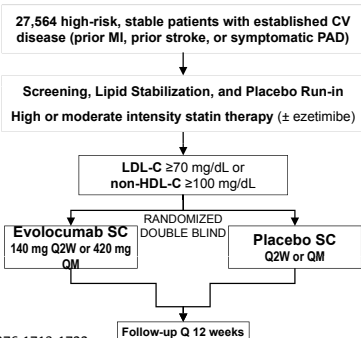 27,564 high-risk, stable patients with established CV
disease (prior MI, prior stroke, or symptomatic PAD)
Screening, Lipid Stabilization, and Placebo Run-in
High or moderate intensity statin therapy (± ezetimibe)
LDL-C ≥70 mg/dL or
non-HDL-C ≥100 mg/dL
RANDOMIZED
DOUBLE BLIND
Evolocumab SC
140 mg Q2W or 420 mg
QM
Placebo SC
Q2W or QM
Follow-up Q 12 weeks